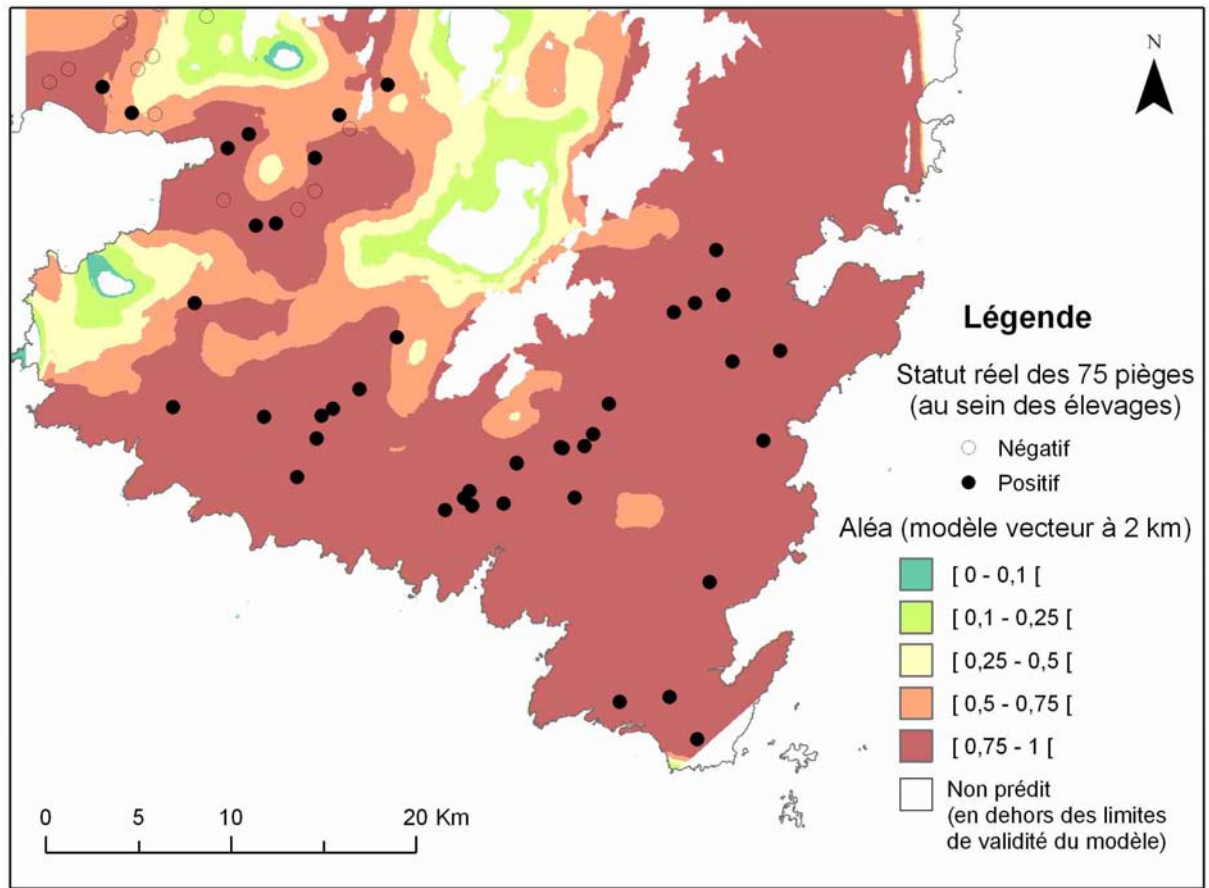 N
Légende
Statut réel des 75 pièges
(au sein des élevages)
Négatif
Positif
Aléa (modèle vecteur à 2 km)
[ 0 - 0,1 [
[ 0,1 - 0,25 [
[ 0,25 - 0,5 [
[ 0,5 - 0,75 [
[ 0,75 - 1 [
Non prédit
(en dehors des limites
de validité du modèle)
0 5 10 20 Km